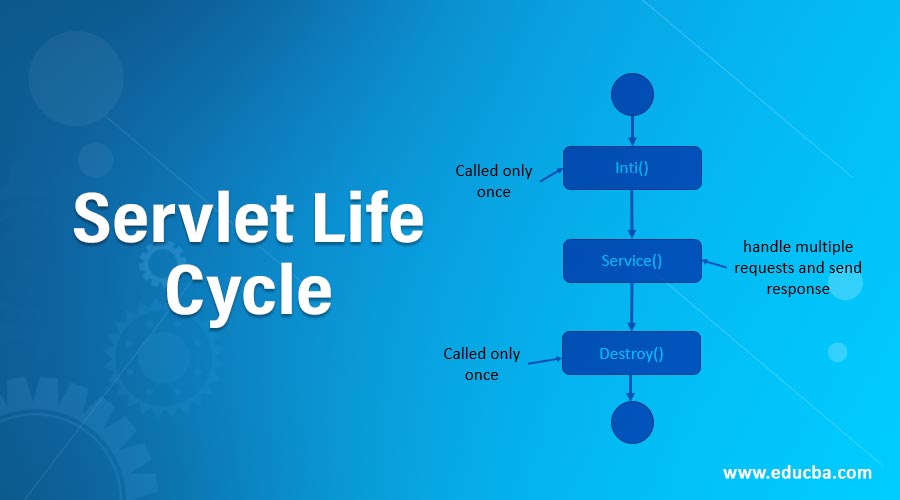 Servlet Life
Cycle
Inti()
Called only
once
Service()
handle multiple
requests and send
response
Destroy()
Called only
once
www.educba.com